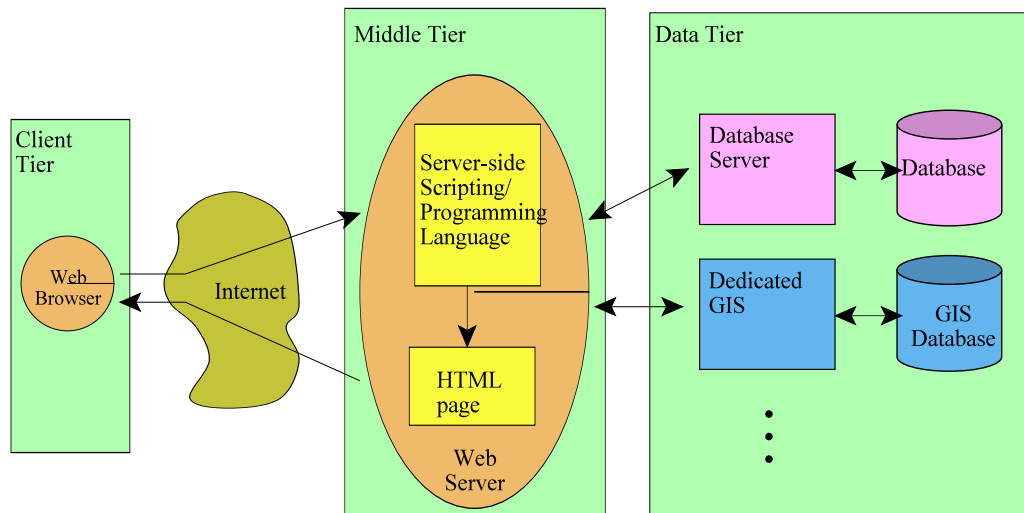 Client
Tier
Web
Browser
Internet
Middle Tier
Server-side
Scripting/
Programming
Language
HTML
page
Web
Server
Data Tier
Database
Server
Database
Dedicated
GIS
GIS
Database